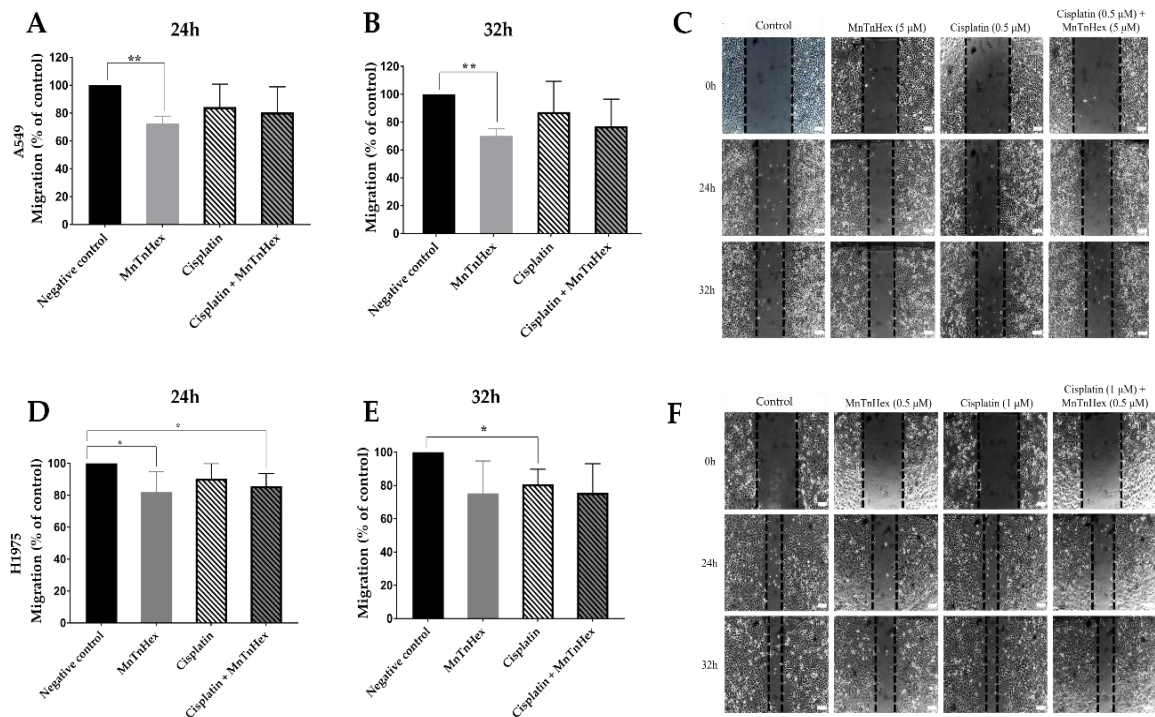 A
24h
**
A549
Migration (% of control)
120
100
80
60
40
20
0
Negative control
MnTnHex
Cisplatin
Cisplatin + MnTnHex
B
32h
**
Migration (% of control)
120
100
80
60
40
20
0
Negative control
MnTnHex
Cisplatin
Cisplatin + MnTnHex
C
Control
MnTnHex (5 µM)
Cisplatin (0.5 µM)
Cisplatin (0.5 µM) +
MnTnHex (5 µM)
0h
24h
32h
D
24h
*
*
H1975
Migration (% of control)
100
80
60
40
20
0
Negative control
MnTnHex
Cisplatin
Cisplatin + MnTnHex
E
32h
*
Migration (% of control)
100
80
60
40
20
0
Negative control
MnTnHex
Cisplatin
Cisplatin + MnTnHex
F
Control
MnTnHex (0.5 µM)
Cisplatin (1 µM)
Cisplatin (1 µM) +
MnTnHex (0.5 µM)
0h
24h
32h